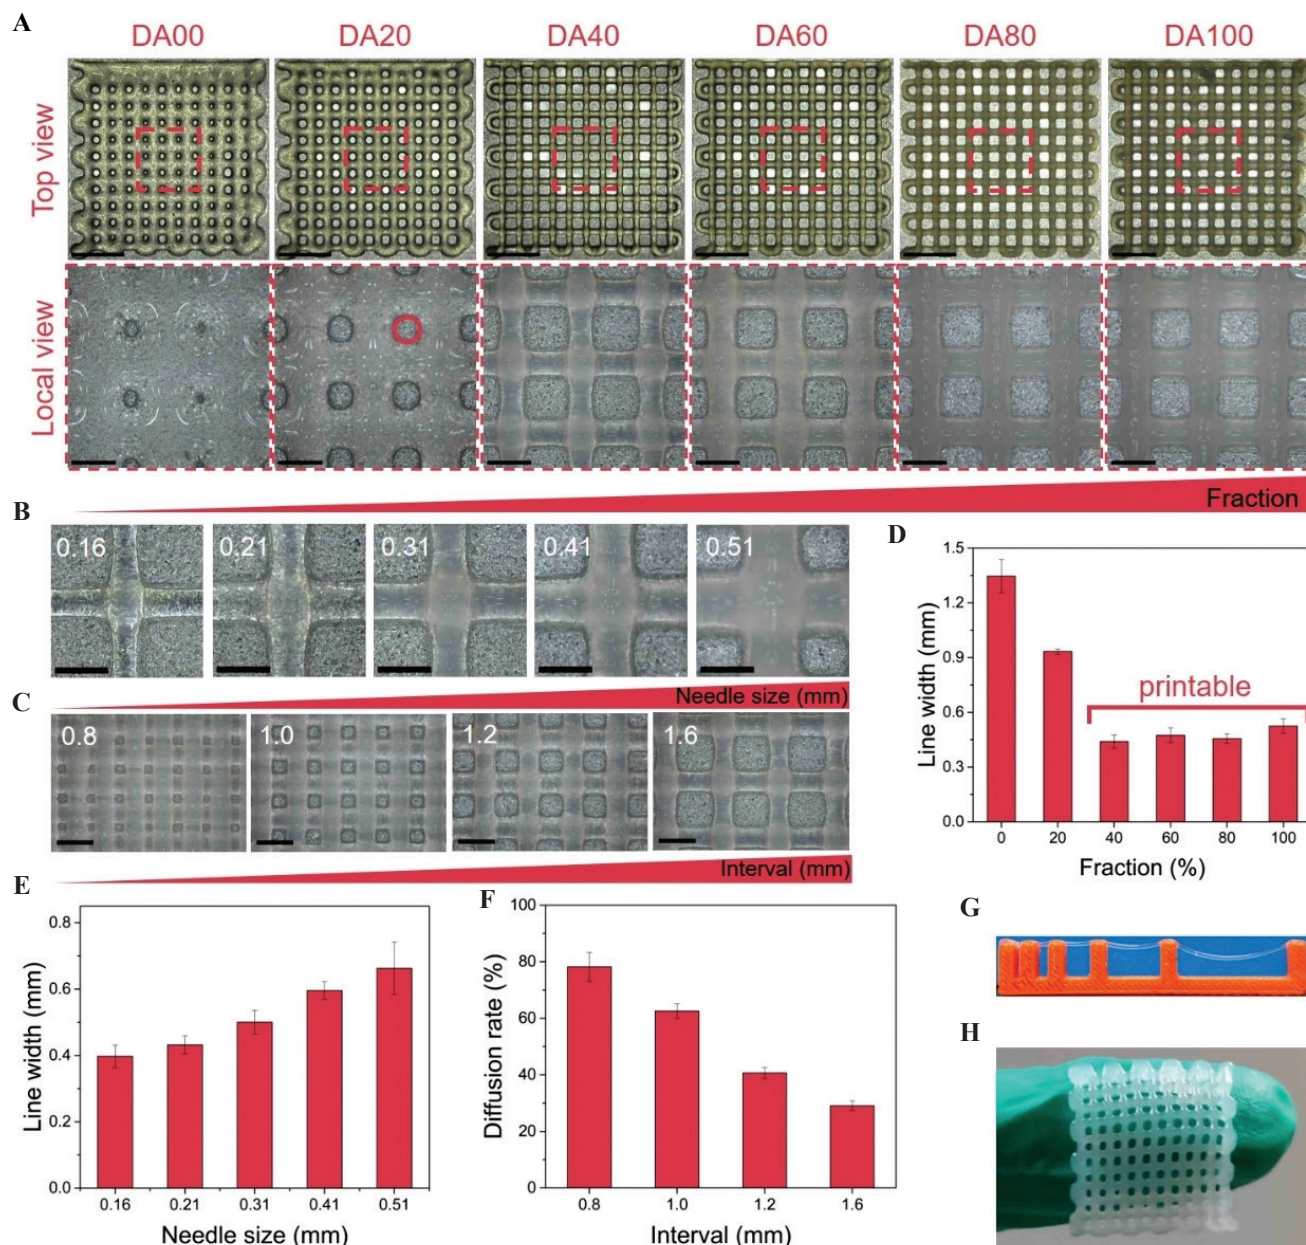 A
DA00 DA20 DA40 DA60 DA80 DA100
Top view
Local view
Fraction
B
0.16 0.21 0.31 0.41 0.51
Needle size (mm)
C
0.8 1.0 1.2 1.6
Interval (mm)
D
1.5
1.2
0.9
0.6
0.3
0.0
Line width (mm)
printable
0 20 40 60 80 100
Fraction (%)
E
0.8
0.6
0.4
0.2
0.0
Line width (mm)
0.16 0.21 0.31 0.41 0.51
Needle size (mm)
F
100
80
60
40
20
0
Diffusion rate (%)
0.8 1.0 1.2 1.6
Interval (mm)
G
H